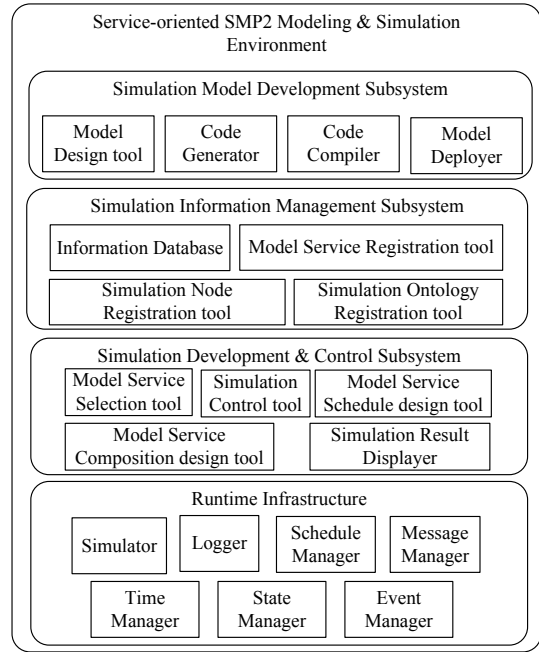 Service-oriented SMP2 Modeling & Simulation
Environment
Simulation Model Development Subsystem
Model
Design tool
Code
Generator
Code
Compiler
Model
Deployer
Simulation Information Management Subsystem
Information Database
Model Service Registration tool
Simulation Node
Registration tool
Simulation Ontology
Registration tool
Simulation Development & Control Subsystem
Model Service
Selection tool
Simulation
Control tool
Model Service
Schedule design tool
Model Service
Composition design tool
Simulation Result
Displayer
Runtime Infrastructure
Simulator
Logger
Schedule
Manager
Message
Manager
Time
Manager
State
Manager
Event
Manager